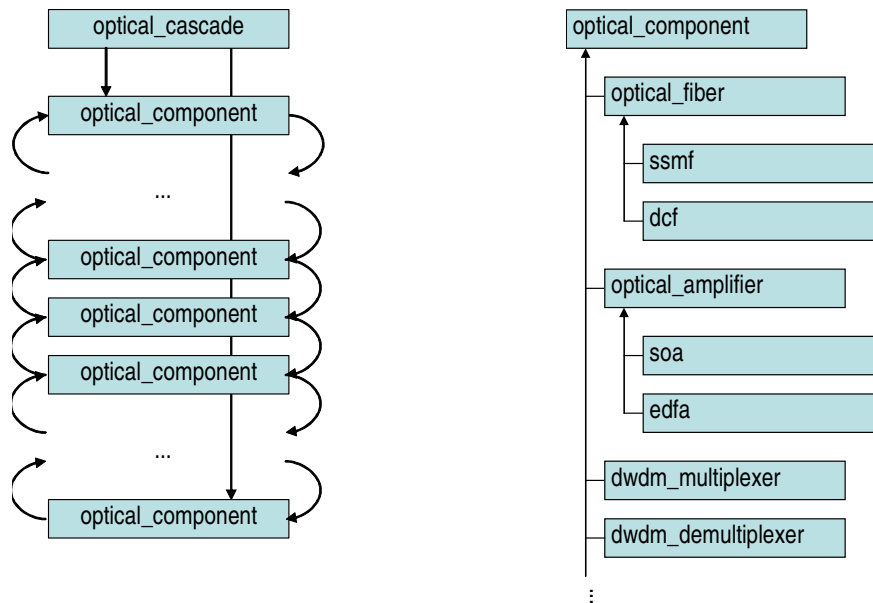 optical_cascade
optical_component
...
optical_component
optical_component
optical_component
...
optical_component
optical_component
optical_fiber
ssmf
dcf
optical_amplifier
soa
edfa
dwdm_multiplexer
dwdm_demultiplexer
...